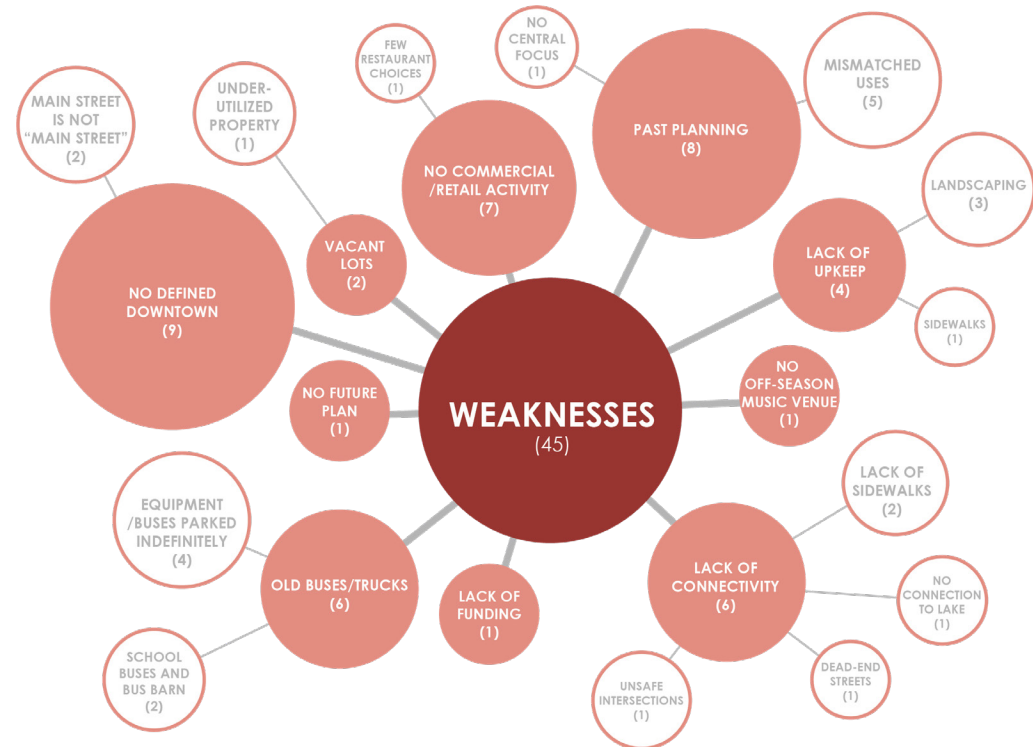 NO
CENTRAL
FOCUS
(1)
FEW
RESTAURANT
CHOICES
(1)
MISMATCHED
USES
(5)
MAIN STREET
IS NOT
“MAIN STREET”
(2)
UNDER-
UTILIZED
PROPERTY
(1)
PAST PLANNING
(8)
NO COMMERCIAL
/RETAIL ACTIVITY
(7)
LANDSCAPING
(3)
VACANT
LOTS
(2)
LACK OF
UPKEEP
(4)
NO DEFINED
DOWNTOWN
(9)
SIDEWALKS
(1)
NO FUTURE
PLAN
(1)
NO
OFF-SEASON
MUSIC VENUE
(1)
WEAKNESSES
(45)
LACK OF
SIDEWALKS
(2)
EQUIPMENT
/BUSES PARKED
INDEFINITELY
(4)
OLD BUSES/TRUCKS
(6)
LACK OF
FUNDING
(1)
LACK OF
CONNECTIVITY
(6)
NO
CONNECTION
TO LAKE
(1)
SCHOOL
BUSES AND
BUS BARN
(2)
UNSAFE
INTERSECTIONS
(1)
DEAD-END
STREETS
(1)